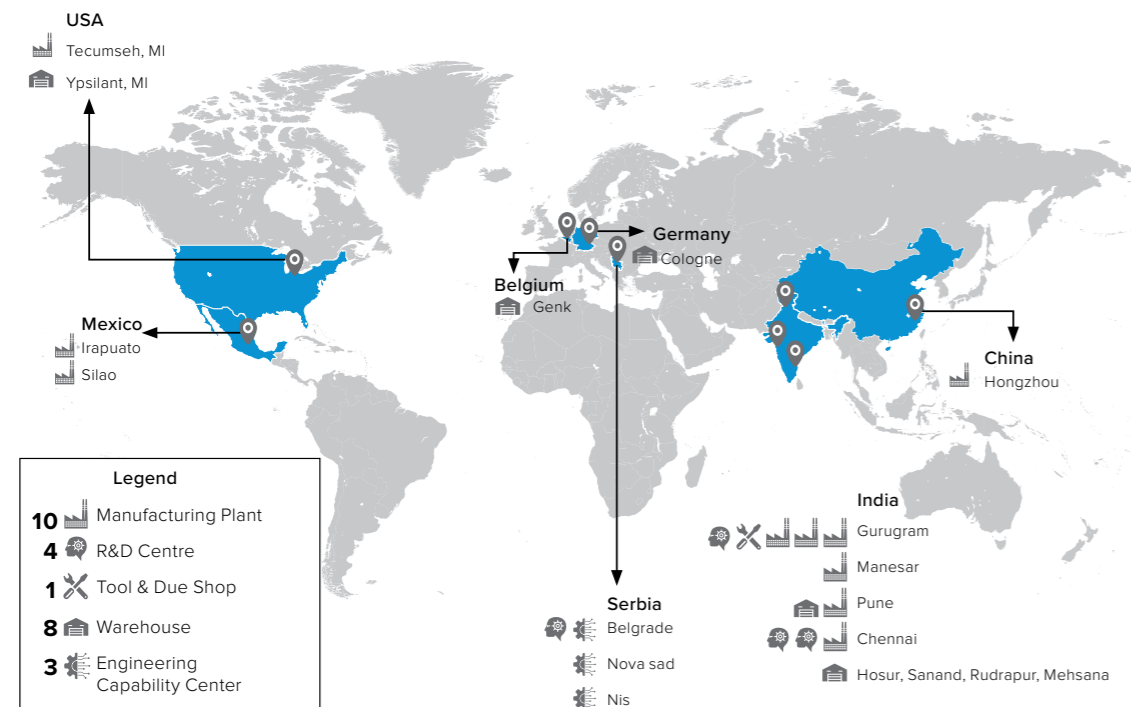 USA
Tecumseh, MI
Ypsilant, MI
Mexico
Irapuato
Silao
Belgium
Genk
Germany
Cologne
China
Hongzhou
Serbia
Belgrade
Nova sad
Nis
India
Gurugram
Manesar
Pune
Chennai
Hosur, Sanand, Rudrapur, Mehsana
Legend
10 Manufacturing Plant
4 R&D Centre
1 Tool & Due Shop
8 Warehouse
3 Engineering
Capability Center